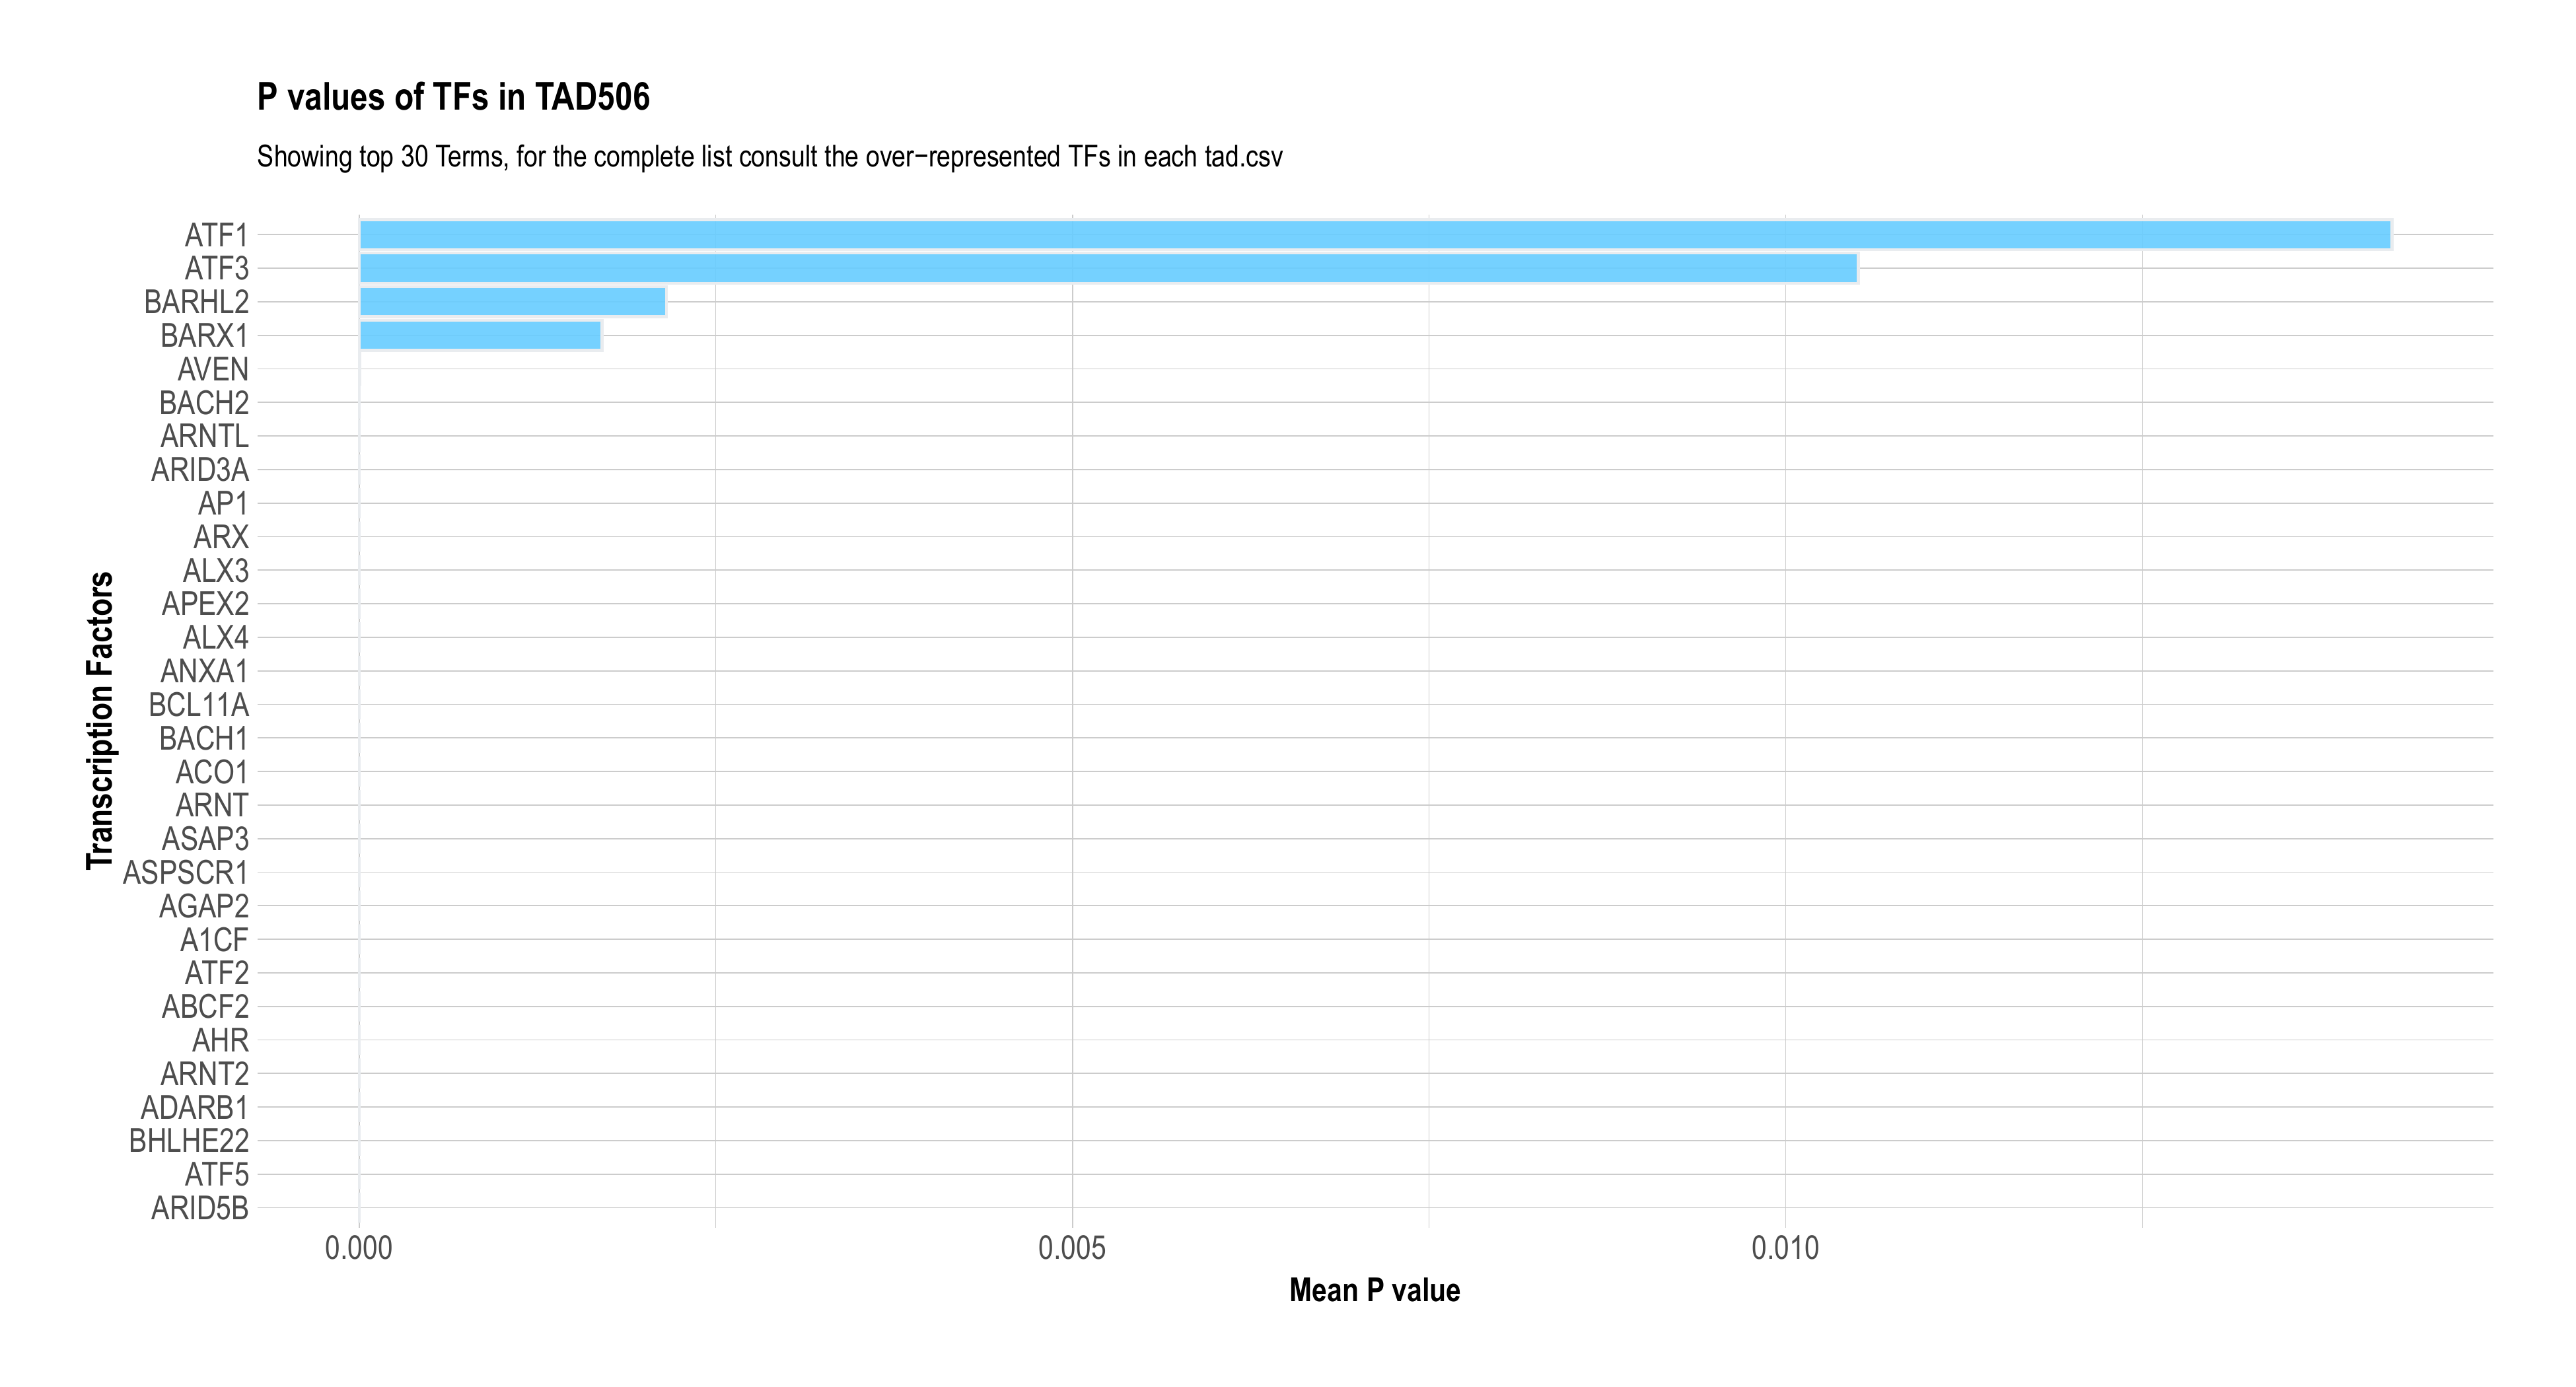 P values of TFs in TAD506
Showing top 30 Terms, for the complete list consult the over−represented TFs in each tad.csv
Transcription Factors
ATF1
ATF3
BARHL2
BARX1
AVEN
BACH2
ARNTL
ARID3A
AP1
ARX
ALX3
APEX2
ALX4
ANXA1
BCL11A
BACH1
ACO1
ARNT
ASAP3
ASPSCR1
AGAP2
A1CF
ATF2
ABCF2
AHR
ARNT2
ADARB1
BHLHE22
ATF5
ARID5B
0.000 0.005 0.010
Mean P value